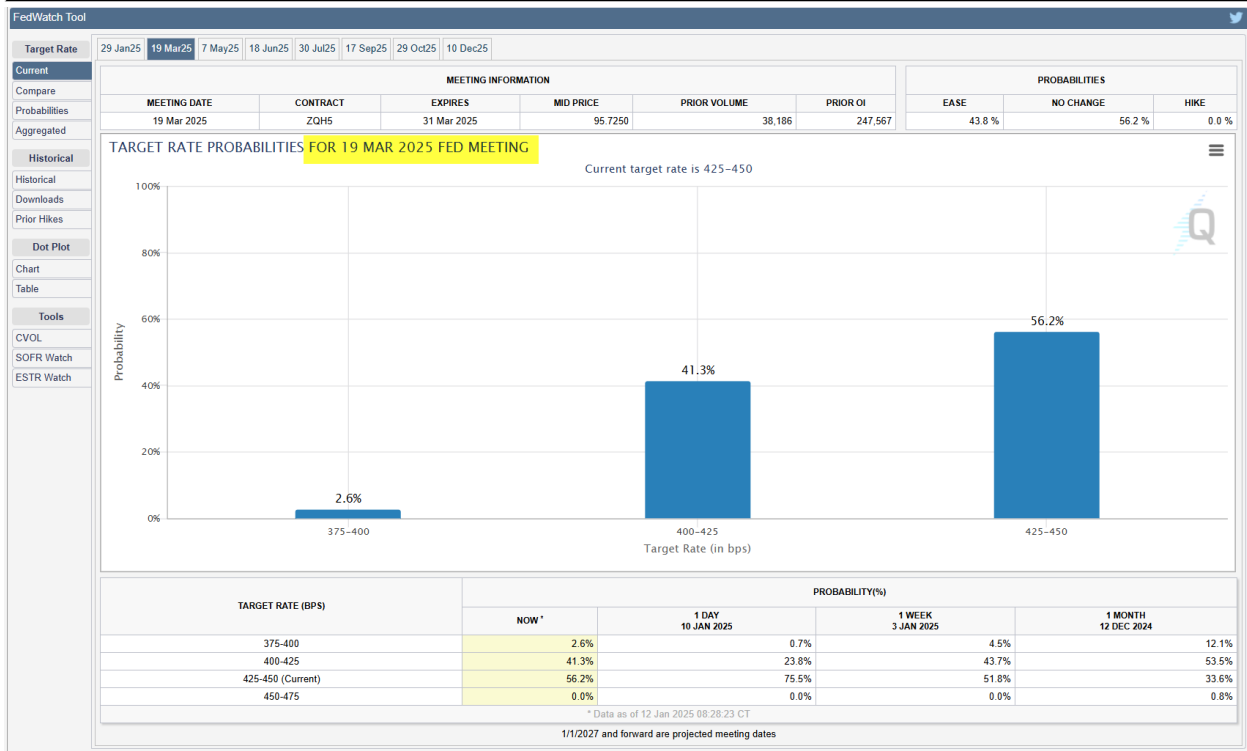 FedWatch Tool
Target Rate
Current
Compare
Probabilities
Aggregated
Historical
Historical
Downloads
Prior Hikes
Dot Plot
Chart
Table
Tools
CVOL
SOFR Watch
ESTR Watch
29 Jan25 19 Mar25 7 May25 18 Jun25 30 Jul25 17 Sep25 29 Oct25 10 Dec25
MEETING INFORMATION
MEETING DATE CONTRACT EXPIRES MID PRICE PRIOR VOLUME PRIOR OI
19 Mar 2025 ZQH5 31 Mar 2025 95.7250 38,186 247,567
PROBABILITIES
EASE NO CHANGE HIKE
43.8 % 56.2 % 0.0 %
TARGET RATE PROBABILITIES FOR 19 MAR 2025 FED MEETING
Current target rate is 425–450
Probability
100%
80%
60%
40%
20%
0%
2.6%
41.3%
56.2%
Q
375–400 400–425 425–450
Target Rate (in bps)
TARGET RATE (BPS) PROBABILITY(%)
NOW * 1 DAY 1 WEEK 1 MONTH
10 JAN 2025 3 JAN 2025 12 DEC 2024
375-400 2.6% 0.7% 4.5% 12.1%
400-425 41.3% 23.8% 43.7% 53.5%
425-450 (Current) 56.2% 75.5% 51.8% 33.6%
450-475 0.0% 0.0% 0.0% 0.8%
* Data as of 12 Jan 2025 08:28:23 CT
1/1/2027 and forward are projected meeting dates